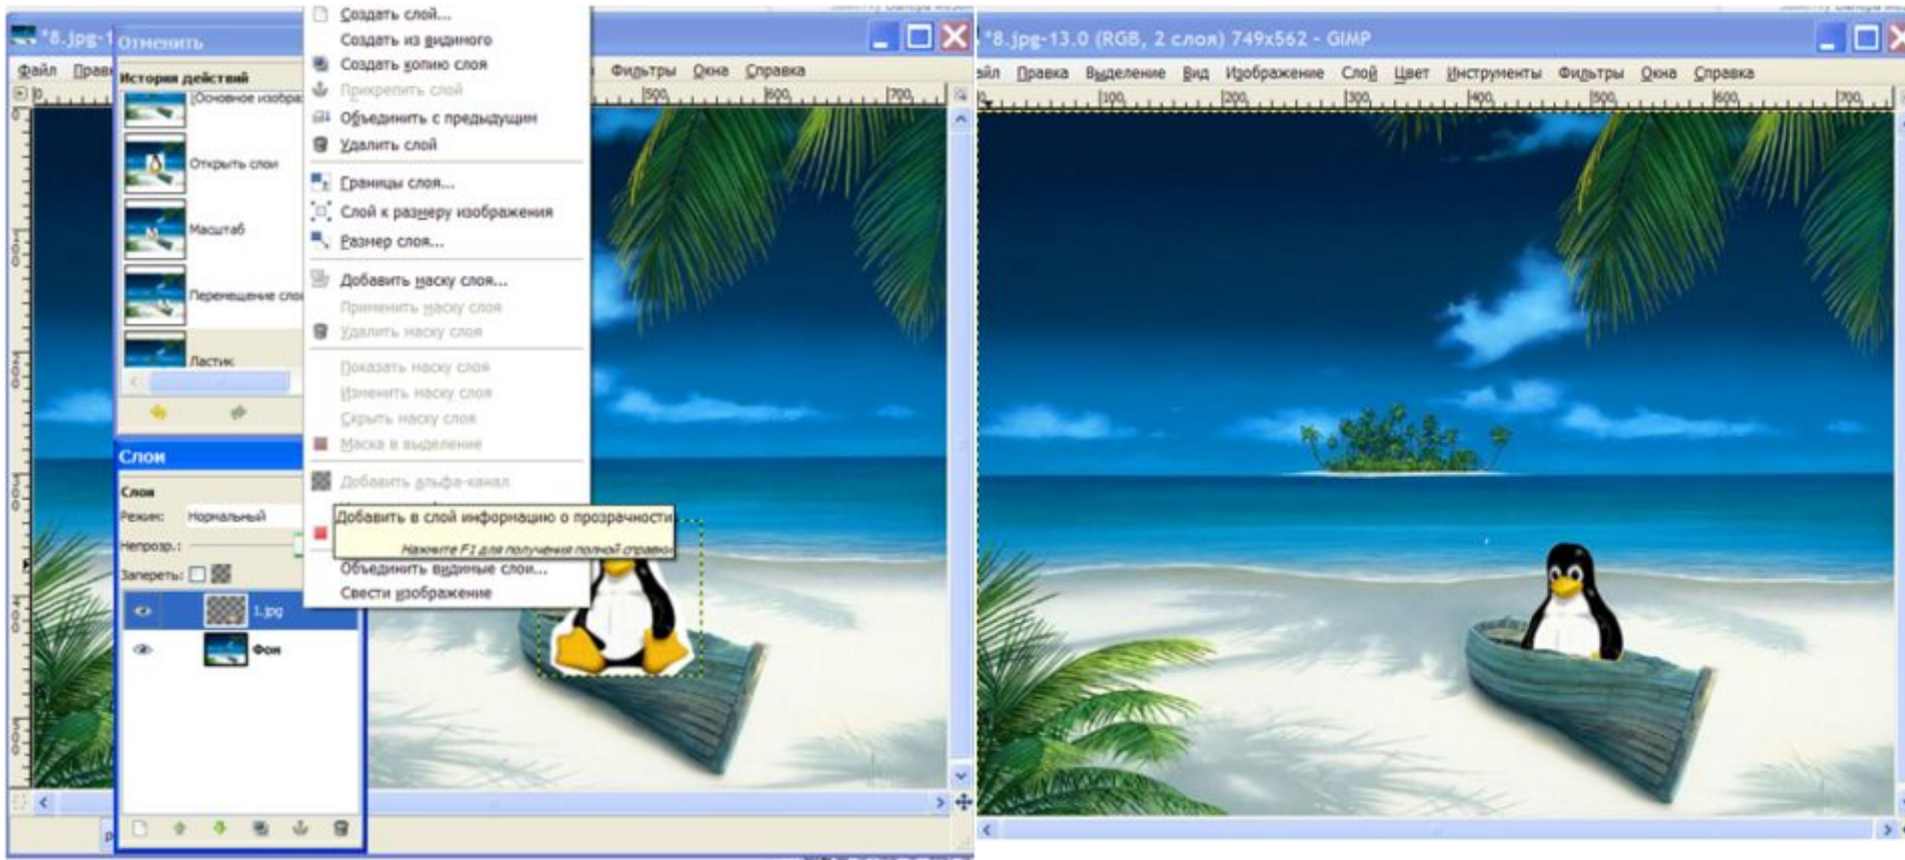 *8.jpg-1
Отменить
История действий
[Основное изобра
Открыть слои
Масштаб
Перемещение сло
Ластик
Слои
Слои
Режим: Нормальный
Непрозр.:
Запереть:
1.jpg
Фон
Файл Прав
Создать слой...
Создать из видимого
Создать копию слоя
Прикрепить слой
Объединить с предыдущим
Удалить слой
Границы слоя...
Слой к размеру изображения
Размер слоя...
Добавить маску слоя...
Применить маску слоя
Удалить маску слоя
Показать маску слоя
Изменить маску слоя
Скрыть маску слоя
Маска в выделение
Добавить альфа-канал
Добавить в слой информацию о прозрачности
Нажмите F1 для получения полной справки
Объединить видимые слои...
Свести изображение
Фильтры Окна Справка
500 600 700
*8.jpg-13.0 (RGB, 2 слоя) 749x562 - GIMP
айл Правка Выделение Вид Изображение Слой Цвет Инструменты Фильтры Окна Справка
100 200 300 400 500 600 700